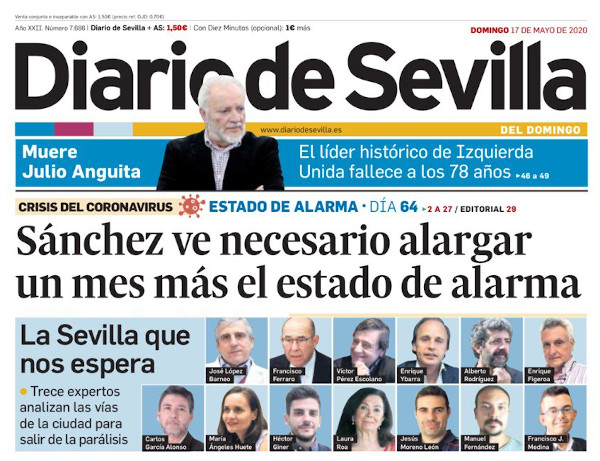 Venta conjunta e inseparable con AS: 1,50€ (precio ref. OJD: 0,70€)
Año XXII. Número 7.686 | Diario de Sevilla + AS: 1,50€ | Con Diez Minutos (opcional): 1€ más
DOMINGO 17 DE MAYO DE 2020
Diario de Sevilla
www.diariodesevilla.es
DEL DOMINGO
Muere
Julio Anguita
El líder histórico de Izquierda
Unida fallece a los 78 años ▸46 a 49
CRISIS DEL CORONAVIRUS ESTADO DE ALARMA · DÍA 64 ▸2 A 27 / EDITORIAL 29
Sánchez ve necesario alargar
un mes más el estado de alarma
La Sevilla que
nos espera
● Trece expertos
analizan las vías
de la ciudad para
salir de la parálisis
José López
Barneo
Francisco
Ferraro
Víctor
Pérez Escolano
Enrique
Ybarra
Alberto
Rodríguez
Enrique
Figeroa
Carlos
García Alonso
María
Ángeles Huete
Héctor
Giner
Laura
Roa
Jesús
Moreno León
Manuel
Fernández
Francisco J.
Medina